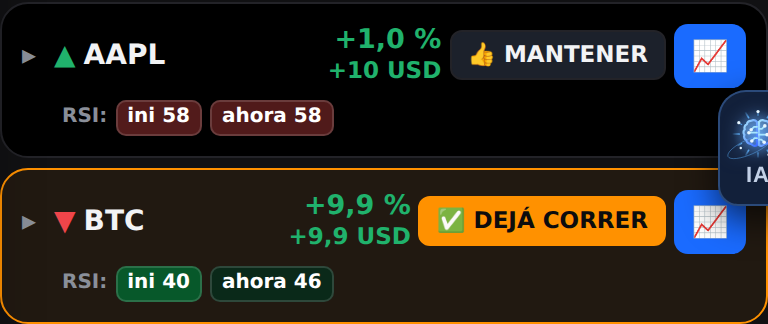 ▶ ▲ AAPL +1,0 % 👍 MANTENER
+10 USD
RSI: ini 58 ahora 58
IA
▶ ▼ BTC +9,9 % ✅ DEJÁ CORRER
+9,9 USD
RSI: ini 40 ahora 46